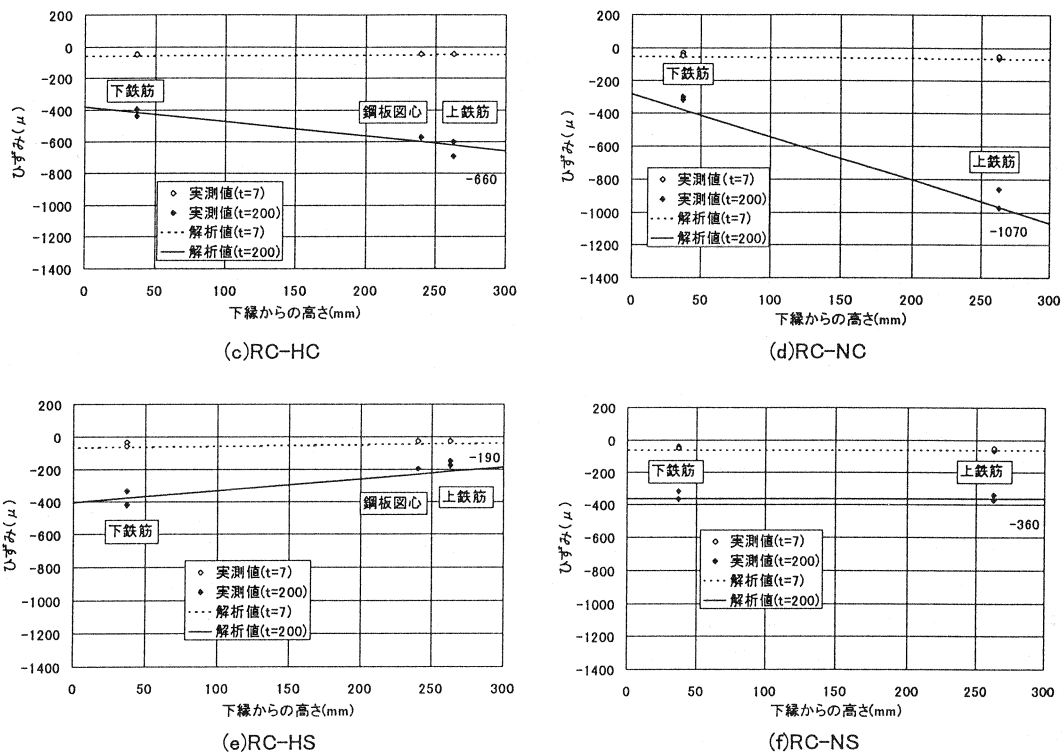 200
0
-200
-400
-600
-800
-1000
-1200
-1400
ひずみ(μ)
下鉄筋
鋼板図心
上鉄筋
-660
実測値(t=7)
実測値(t=200)
解析値(t=7)
解析値(t=200)
0 50 100 150 200 250 300
下縁からの高さ(mm)
(c)RC-HC
200
0
-200
-400
-600
-800
-1000
-1200
-1400
ひずみ(μ)
下鉄筋
上鉄筋
-1070
実測値(t=7)
実測値(t=200)
解析値(t=7)
解析値(t=200)
0 50 100 150 200 250 300
下縁からの高さ(mm)
(d)RC-NC
200
0
-200
-400
-600
-800
-1000
-1200
-1400
ひずみ(μ)
-190
鋼板図心
上鉄筋
下鉄筋
実測値(t=7)
実測値(t=200)
解析値(t=7)
解析値(t=200)
0 50 100 150 200 250 300
下縁からの高さ(mm)
(e)RC-HS
200
0
-200
-400
-600
-800
-1000
-1200
-1400
ひずみ(μ)
下鉄筋
上鉄筋
-360
実測値(t=7)
実測値(t=200)
解析値(t=7)
解析値(t=200)
0 50 100 150 200 250 300
下縁からの高さ(mm)
(f)RC-NS